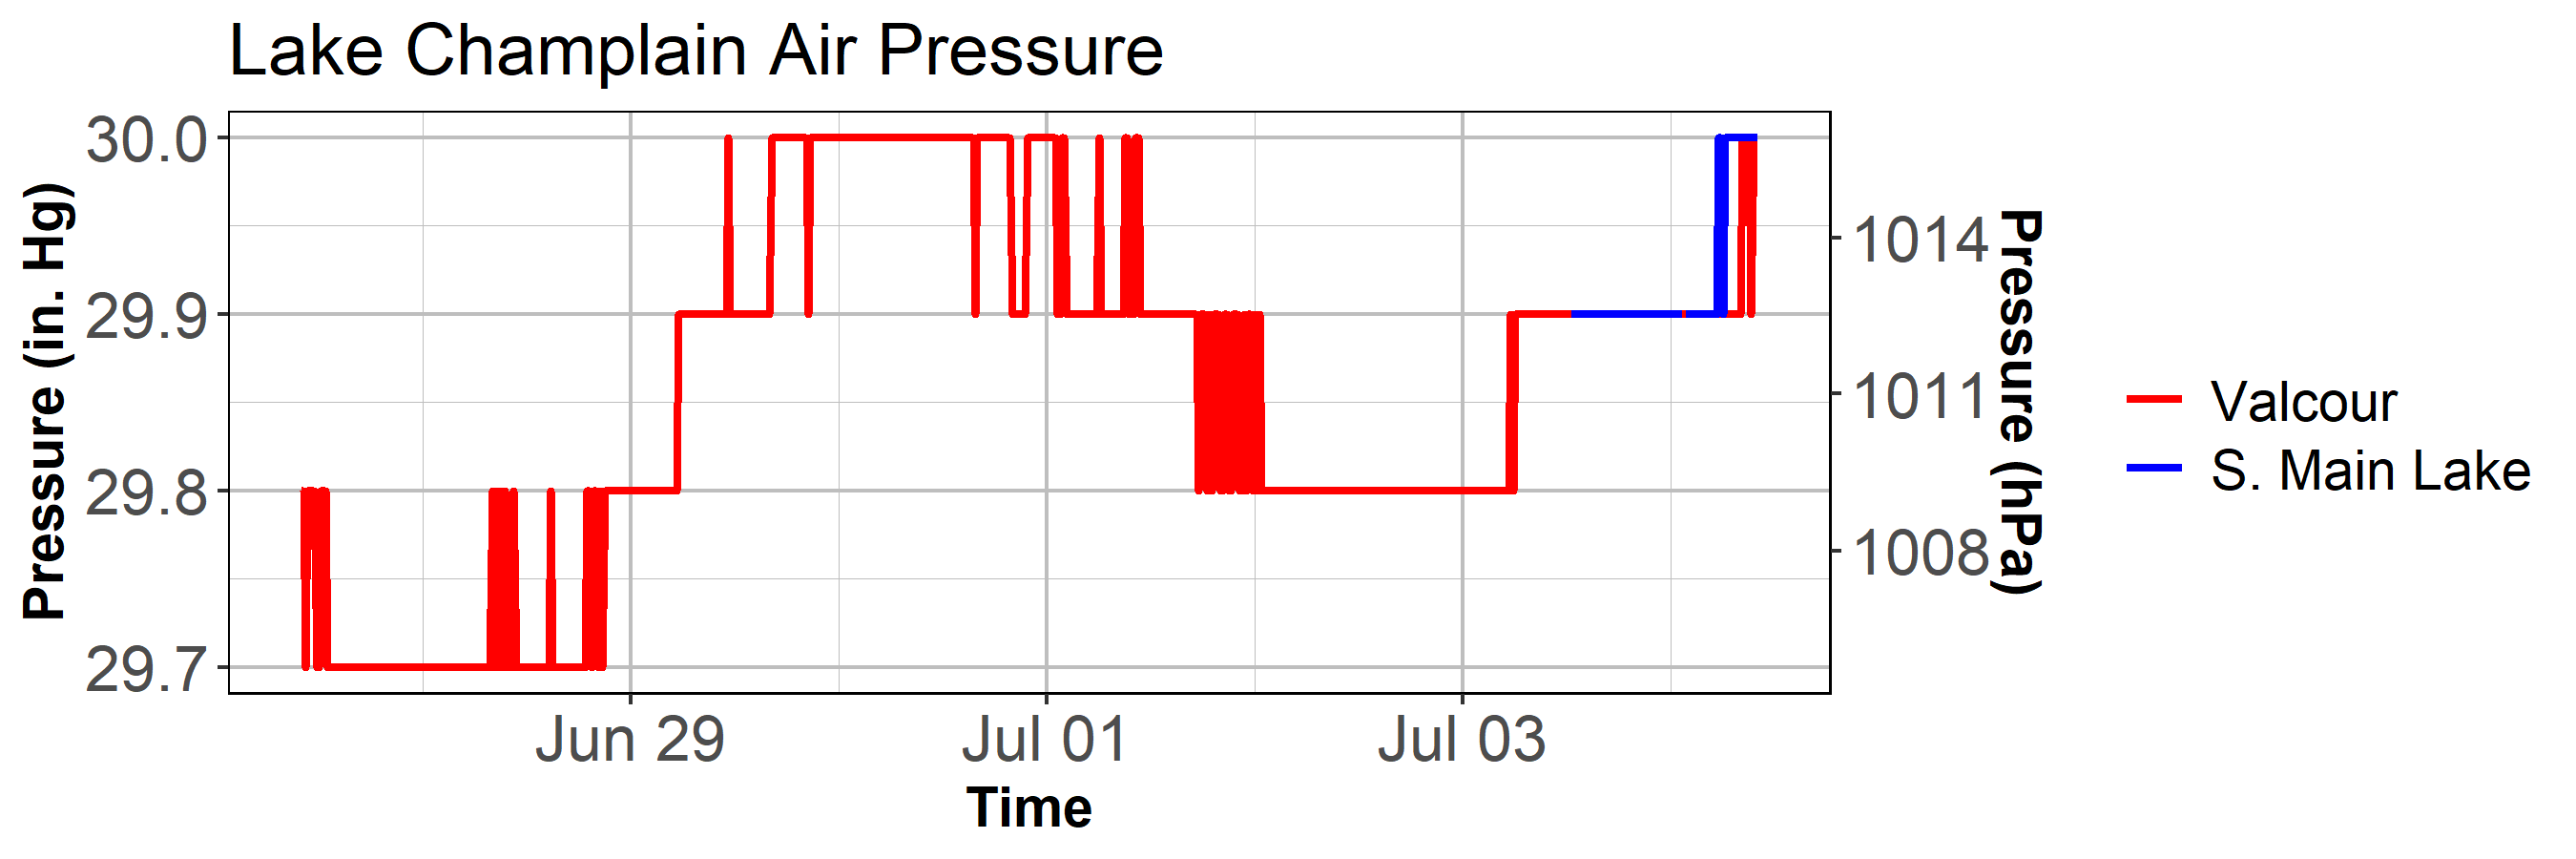 Lake Champlain Air Pressure
Pressure (in. Hg)
30.0
29.9
29.8
29.7
1014
1011
1008
Pressure (hPa)
Jun 29
Jul 01
Jul 03
Time
Valcour
S. Main Lake